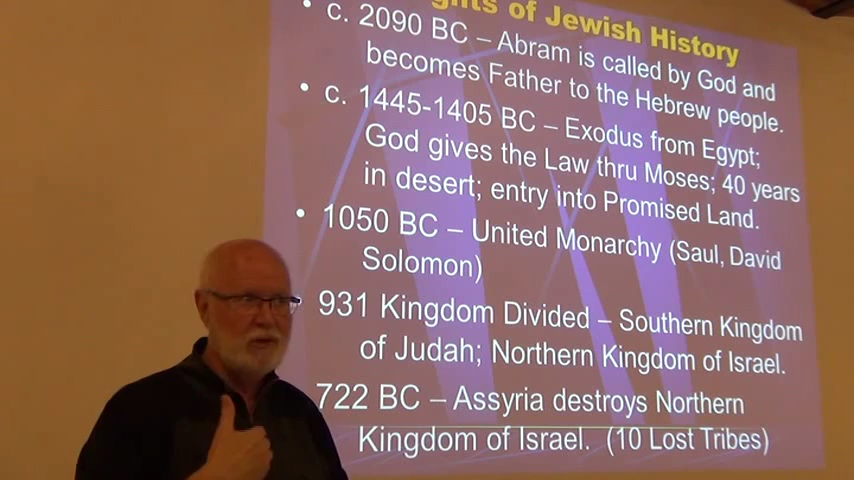 of Jewish History
• c. 2090 BC – Abram is called by God and
becomes Father to the Hebrew people.
• c. 1445-1405 BC – Exodus from Egypt;
God gives the Law thru Moses; 40 years
in desert; entry into Promised Land.
• 1050 BC – United Monarchy (Saul, David
Solomon)
931 Kingdom Divided – Southern Kingdom
of Judah; Northern Kingdom of Israel.
722 BC – Assyria destroys Northern
Kingdom of Israel. (10 Lost Tribes)